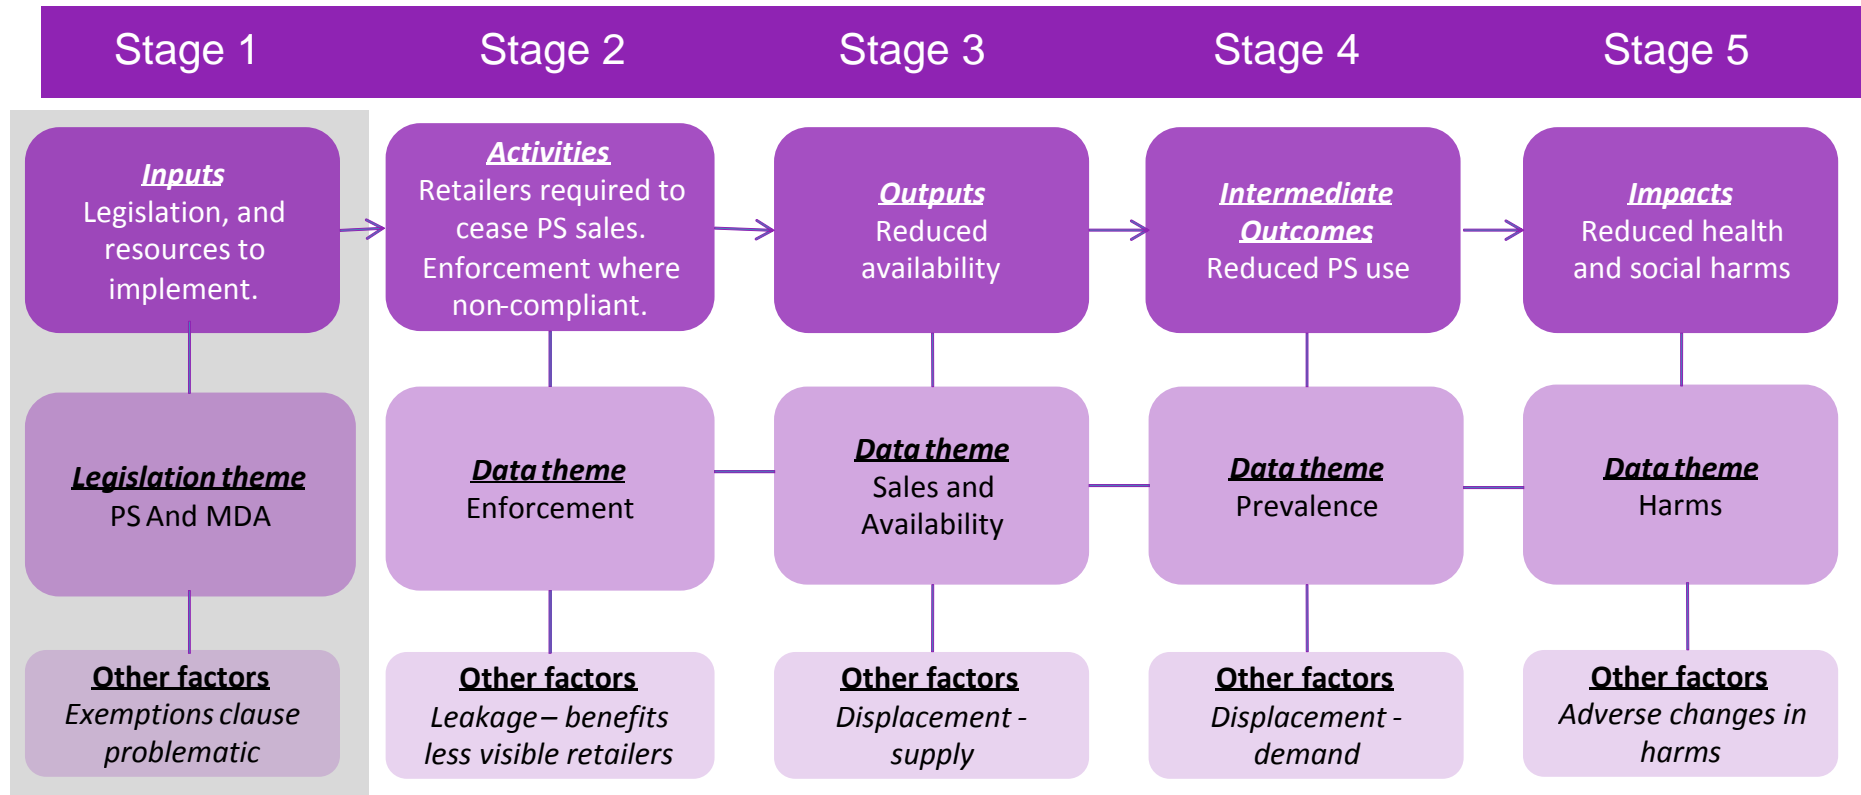 Stage 1
Stage 2
Stage 3
Stage 4
Stage 5
Inputs
Legislation, and
resources to
implement.
Activities
Retailers required to
cease PS sales.
Enforcement where
non-compliant.
Outputs
Reduced
availability
Intermediate
Outcomes
Reduced PS use
Impacts
Reduced health
and social harms
Legislation theme
PS And MDA
Data theme
Enforcement
Data theme
Sales and
Availability
Data theme
Prevalence
Data theme
Harms
Other factors
Exemptions clause
problematic
Other factors
Leakage – benefits
less visible retailers
Other factors
Displacement -
supply
Other factors
Displacement -
demand
Other factors
Adverse changes in
harms